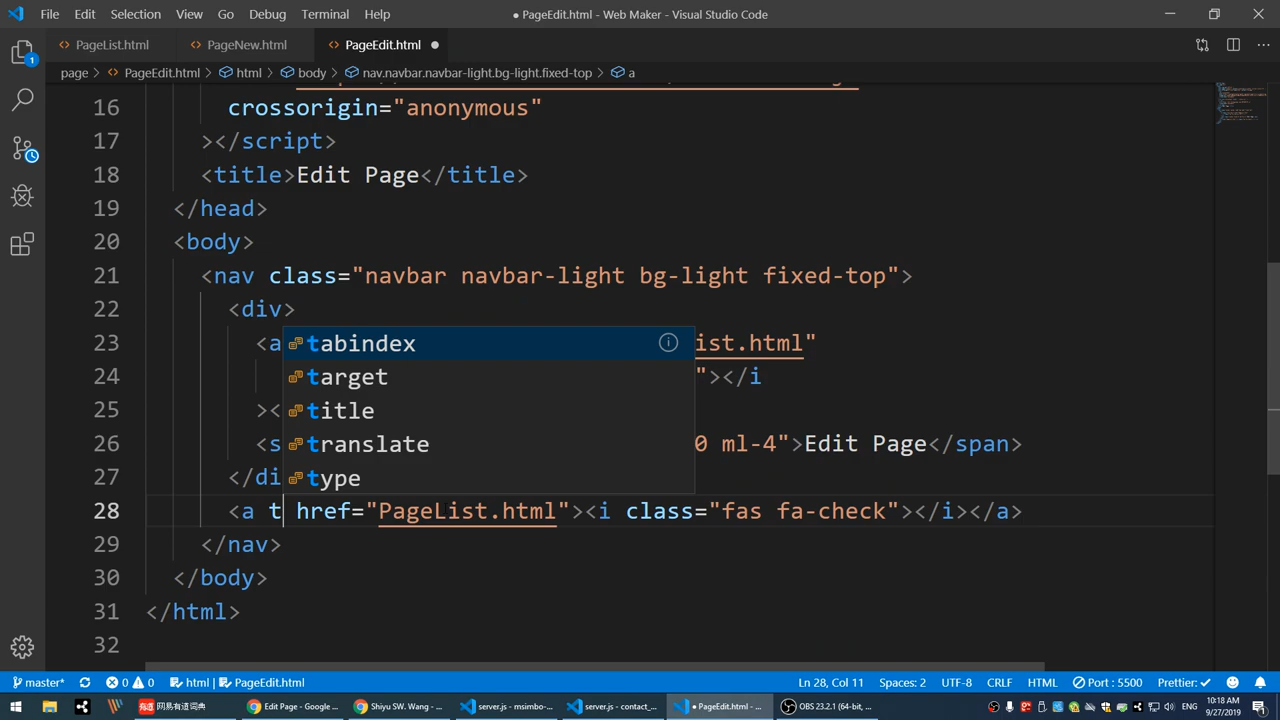 File Edit Selection View Go Debug Terminal Help ● PageEdit.html - Web Maker - Visual Studio Code
PageList.html PageNew.html PageEdit.html
page > PageEdit.html > html > body > nav.navbar.navbar-light.bg-light.fixed-top > a
16 crossorigin="anonymous"
17 ></script>
18 <title>Edit Page</title>
19 </head>
20 <body>
21 <nav class="navbar navbar-light bg-light fixed-top">
22 <div>
23 <a ist.html"
24 "></i
25 ><
26 <s 0 ml-4">Edit Page</span>
27 </di
28 <a t href="PageList.html"><i class="fas fa-check"></i></a>
29 </nav>
30 </body>
31 </html>
32
tabindex
target
title
translate
type
1
master* 0 0 html | PageEdit.html Ln 28, Col 11 Spaces: 2 UTF-8 CRLF HTML Port : 5500 Prettier:
网易有道词典 Edit Page - Google ... Shiyu SW. Wang - ... server.js - msimbo-... server.js - contact_... ● PageEdit.html - ... OBS 23.2.1 (64-bit, ... ENG 10:18 AM 9/27/2019